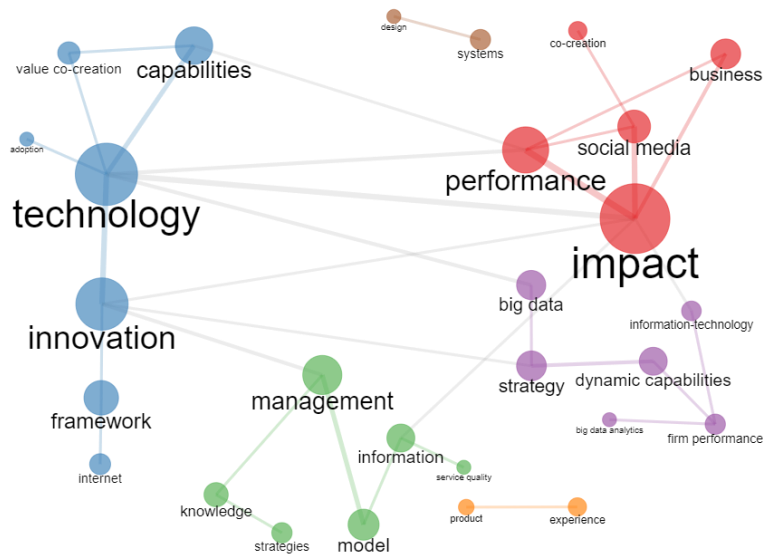 design
co-creation
systems
value co-creation
capabilities
business
adoption
social media
performance
technology
impact
big data
information-technology
innovation
strategy
dynamic capabilities
management
framework
big data analytics
firm performance
information
internet
service quality
knowledge
product
experience
strategies
model